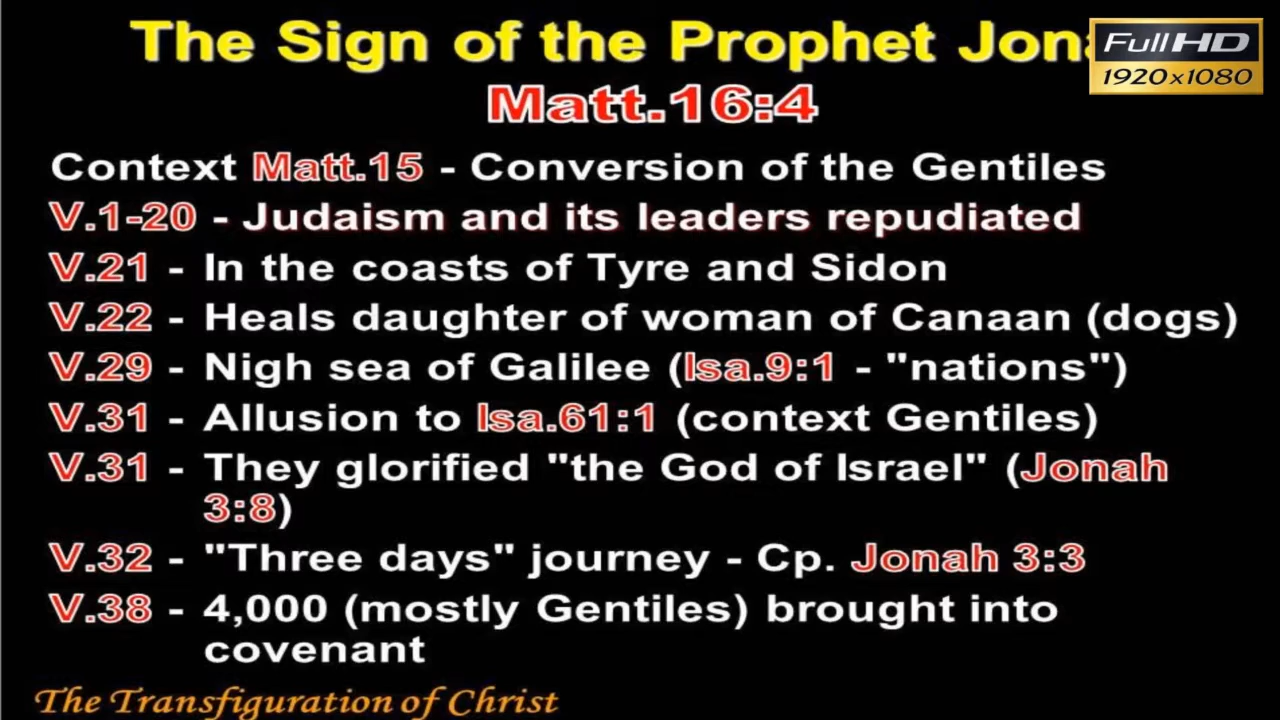 The Sign of the Prophet Jona
FullHD
1920x1080
Matt.16:4
Context Matt.15 - Conversion of the Gentiles
V.1-20 - Judaism and its leaders repudiated
V.21 - In the coasts of Tyre and Sidon
V.22 - Heals daughter of woman of Canaan (dogs)
V.29 - Nigh sea of Galilee (Isa.9:1 - "nations")
V.31 - Allusion to Isa.61:1 (context Gentiles)
V.31 - They glorified "the God of Israel" (Jonah
3:8)
V.32 - "Three days" journey - Cp. Jonah 3:3
V.38 - 4,000 (mostly Gentiles) brought into
covenant
The Transfiguration of Christ